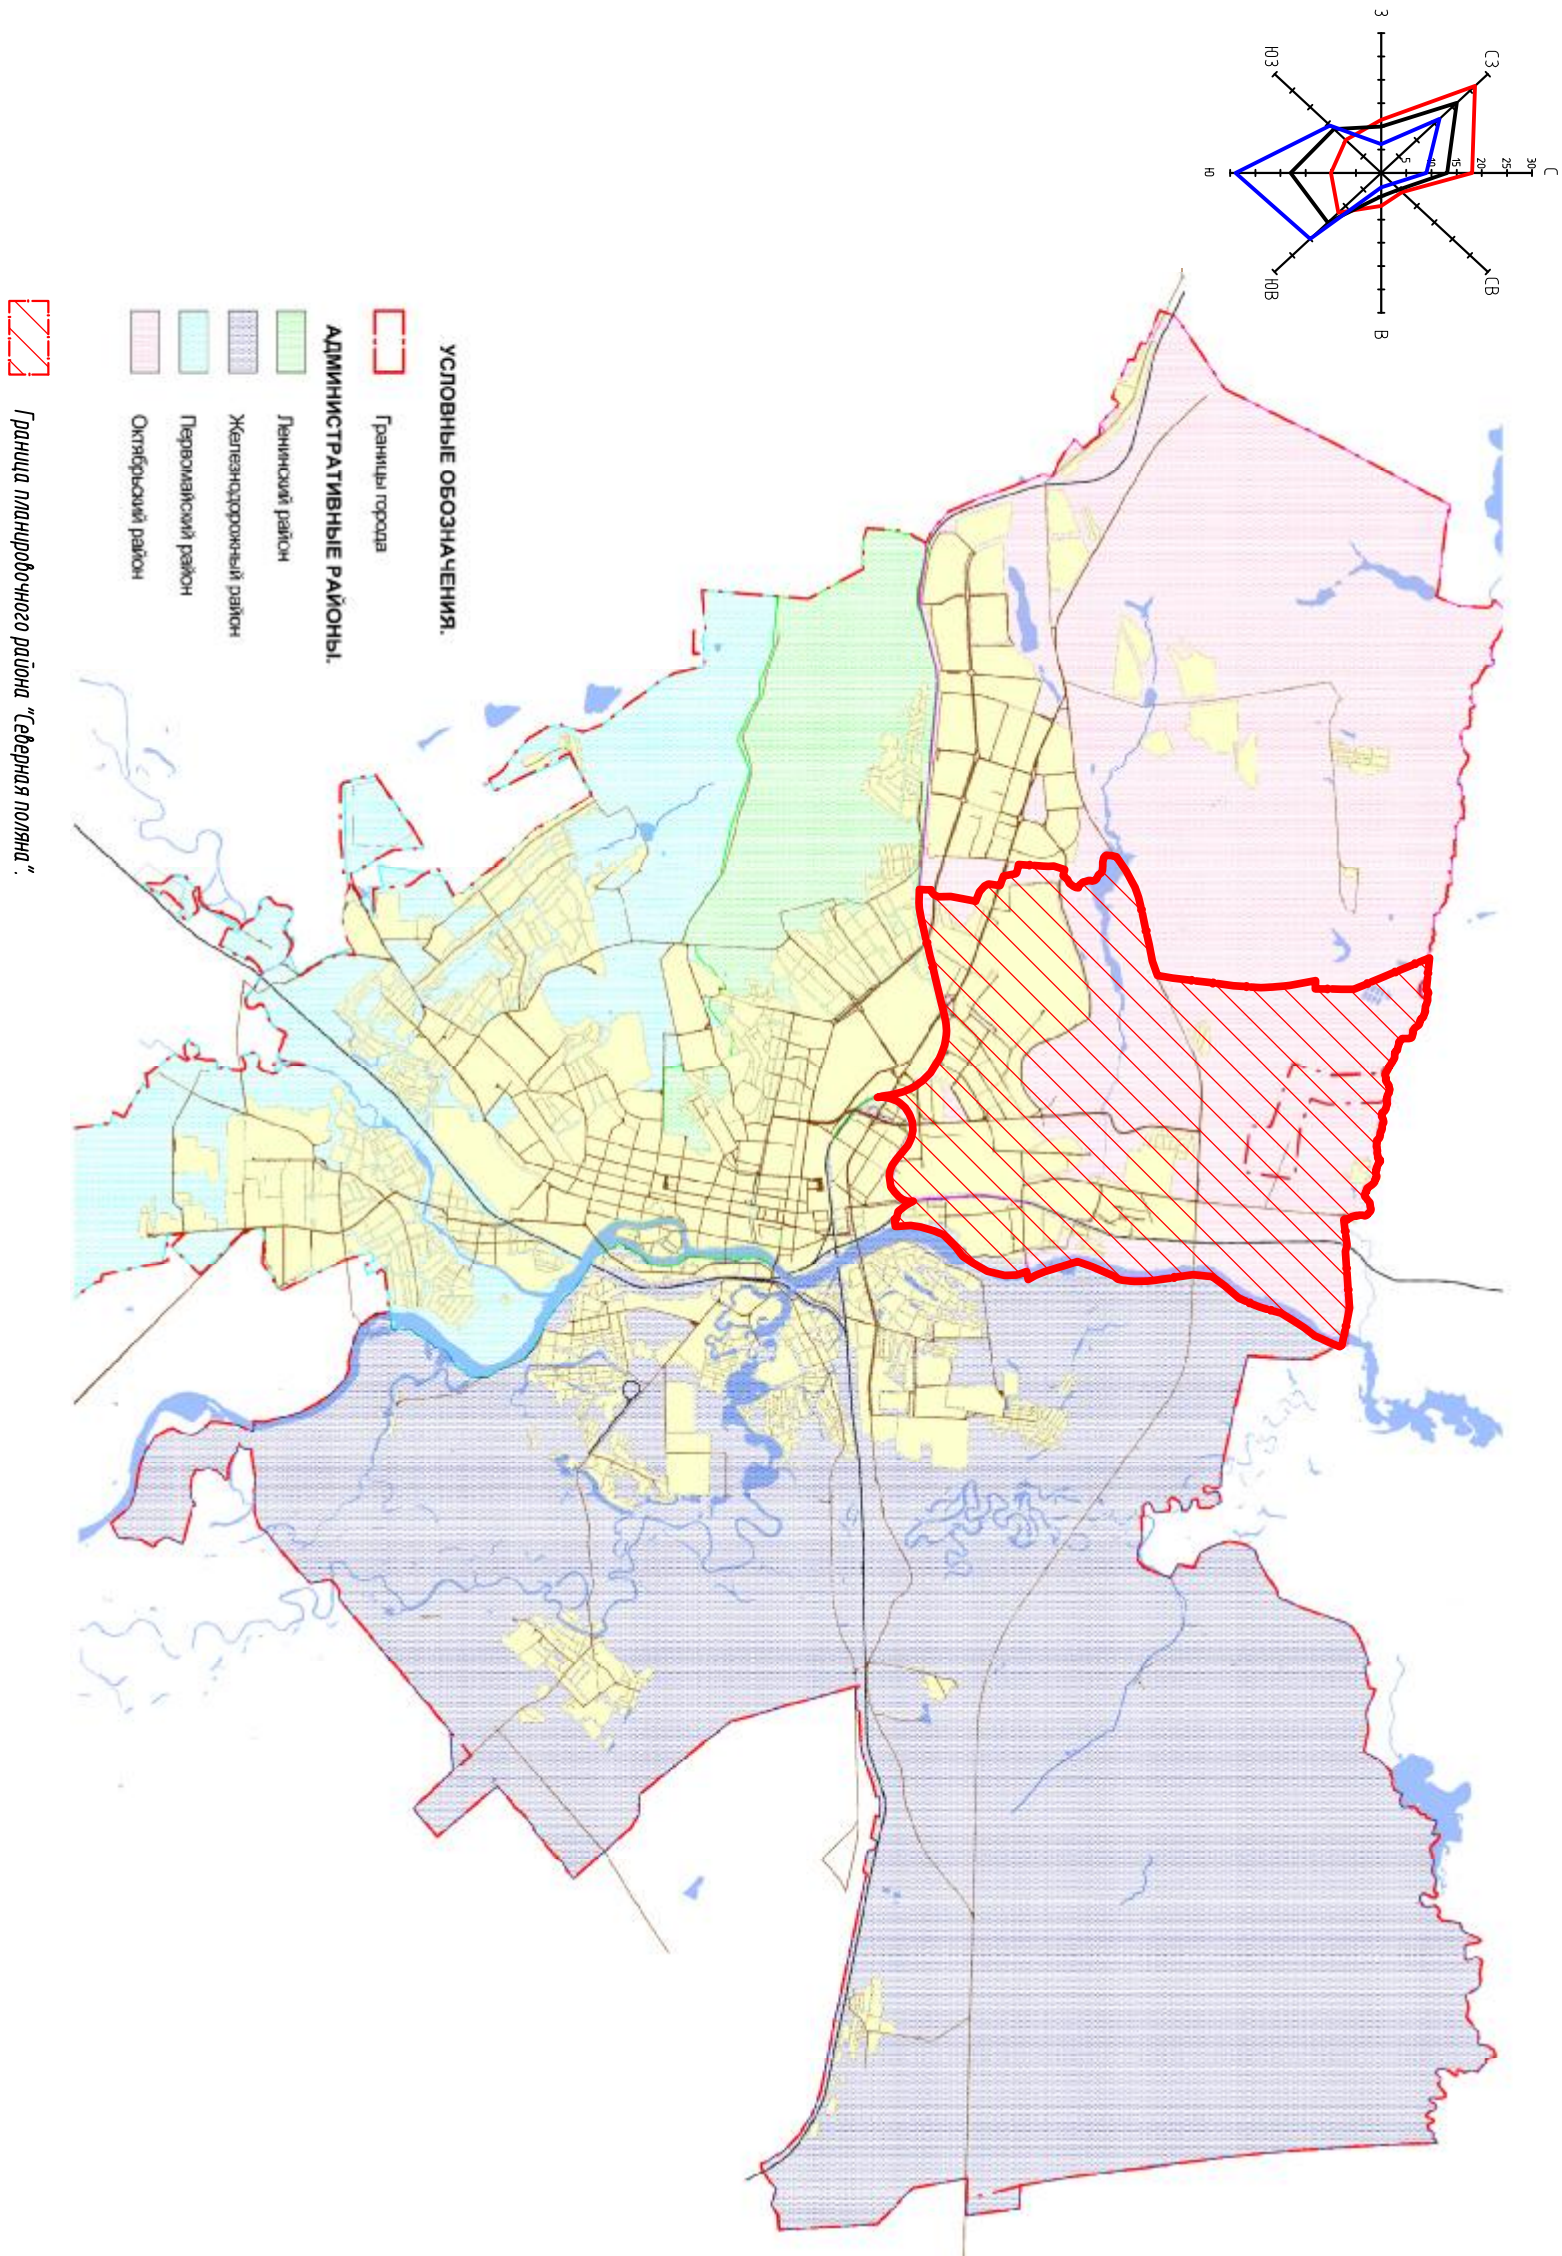 С
СВ
В
ЮВ
Ю
ЮЗ
З
СЗ
5
10
15
20
25
30
УСЛОВНЫЕ ОБОЗНАЧЕНИЯ.
Границы города
АДМИНИСТРАТИВНЫЕ РАЙОНЫ.
Ленинский район
Железнодорожный район
Первомайский район
Октябрьский район
Граница планировочного района "Северная поляна".